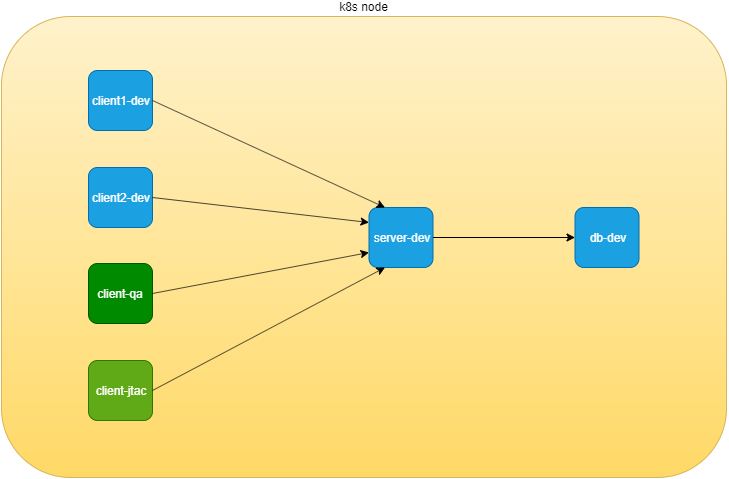 k8s node
client1-dev
client2-dev
server-dev
db-dev
client-qa
client-jtac